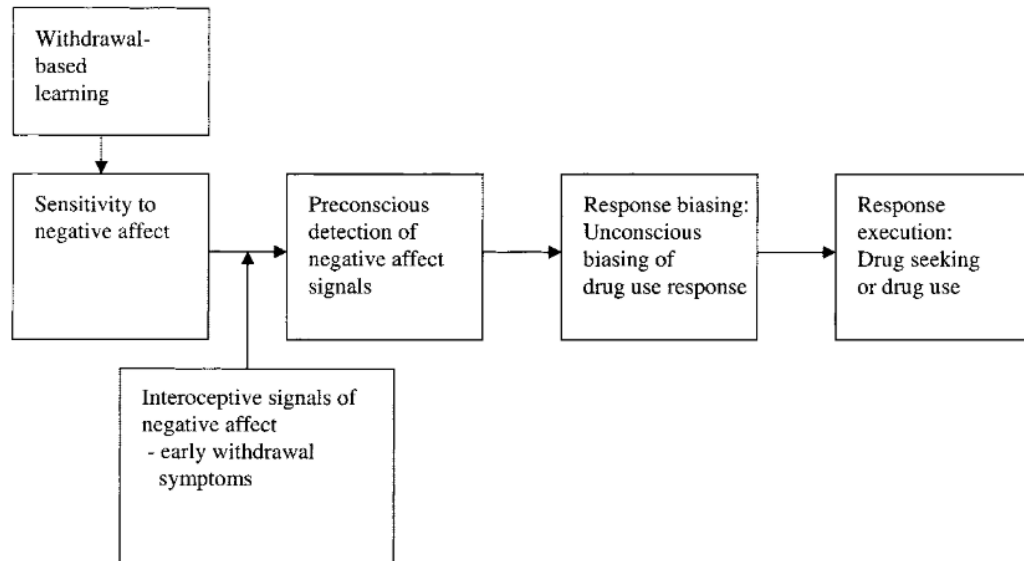 Withdrawal-
based
learning
Sensitivity to
negative affect
Preconscious
detection of
negative affect
signals
Response biasing:
Unconscious
biasing of
drug use response
Response
execution:
Drug seeking
or drug use
Interoceptive signals of
negative affect
- early withdrawal
symptoms